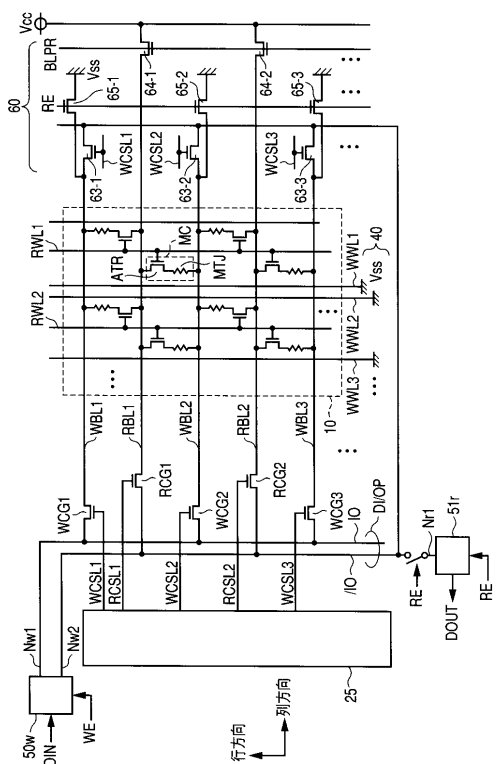 Vcc
60
BLPR
RE
Vss
65-1
64-1
65-2
64-2
65-3
WCSL1
63-1
WCSL2
63-2
WCSL3
63-3
RWL1
MC
ATR
MTJ
RWL2
WWL1
40
Vss
WWL2
WWL3
10
WBL1
RBL1
WBL2
RBL2
WBL3
WCG1
RCG1
WCG2
RCG2
WCG3
IO
/IO
DI/OP
WCSL1
RCSL1
WCSL2
RCSL2
WCSL3
Nw1
Nw2
50w
DIN
WE
25
行方向
列方向
RE
Nr1
51r
DOUT
RE